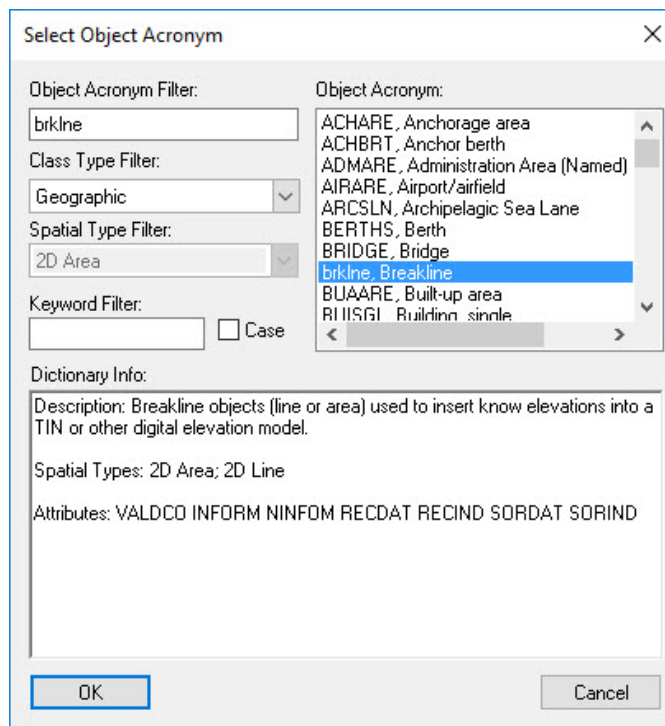 Select Object Acronym
Object Acronym Filter:
brklne
Class Type Filter:
Geographic
Spatial Type Filter:
2D Area
Keyword Filter:
Case
Object Acronym:
ACHARE, Anchorage area
ACHBRT, Anchor berth
ADMARE, Administration Area (Named)
AIRARE, Airport/airfield
ARCSLN, Archipelagic Sea Lane
BERTHS, Berth
BRIDGE, Bridge
brklne, Breakline
BUAARE, Built-up area
BUISGL, Building, single
Dictionary Info:
Description: Breakline objects (line or area) used to insert know elevations into a
TIN or other digital elevation model.
Spatial Types: 2D Area; 2D Line
Attributes: VALDCO INFORM NINFOM RECDAT RECIND SORDAT SORIND
OK
Cancel